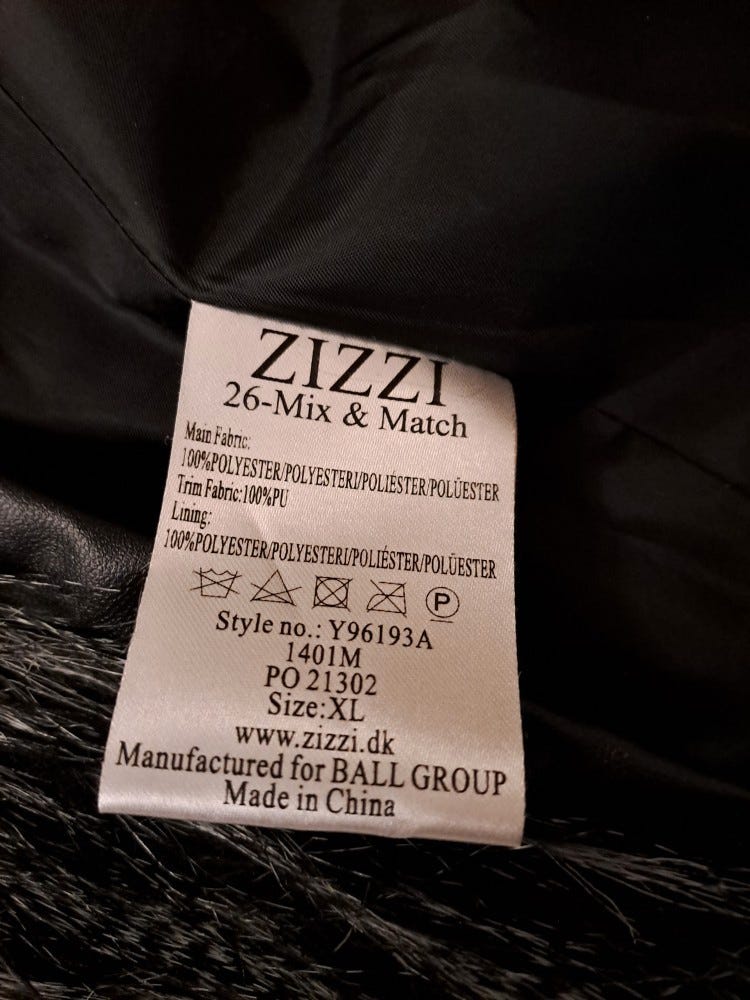 ZIZZI
26-Mix & Match
Main Fabric:
100%POLYESTER/POLYESTERI/POLIÉSTER/POLÜESTER
Trim Fabric:100%PU
Lining:
100%POLYESTER/POLYESTERI/POLIÉSTER/POLÜESTER
P
Style no.: Y96193A
1401M
PO 21302
Size:XL
www.zizzi.dk
Manufactured for BALL GROUP
Made in China